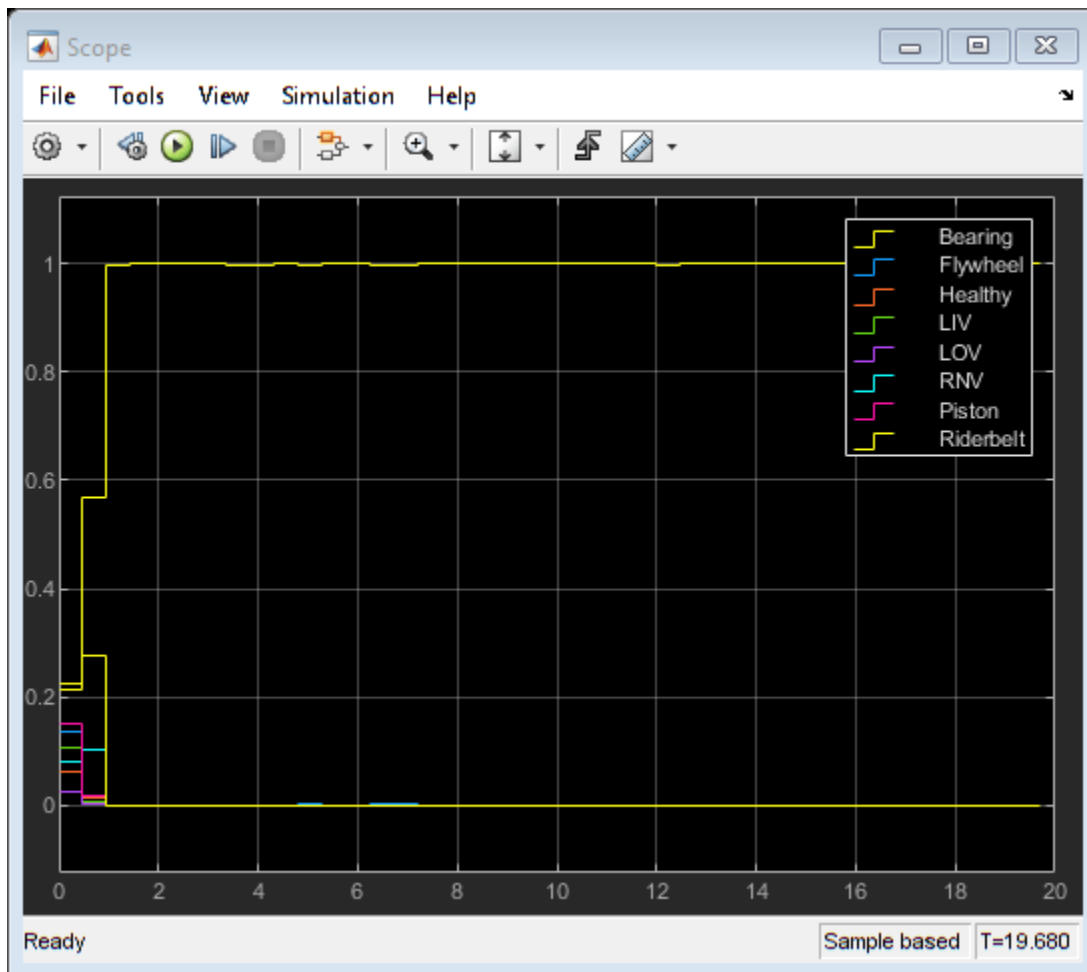 Scope
File Tools View Simulation Help
Bearing
Flywheel
Healthy
LIV
LOV
RNV
Piston
Riderbelt
1
0.8
0.6
0.4
0.2
0
0 2 4 6 8 10 12 14 16 18 20
Ready Sample based T=19.680